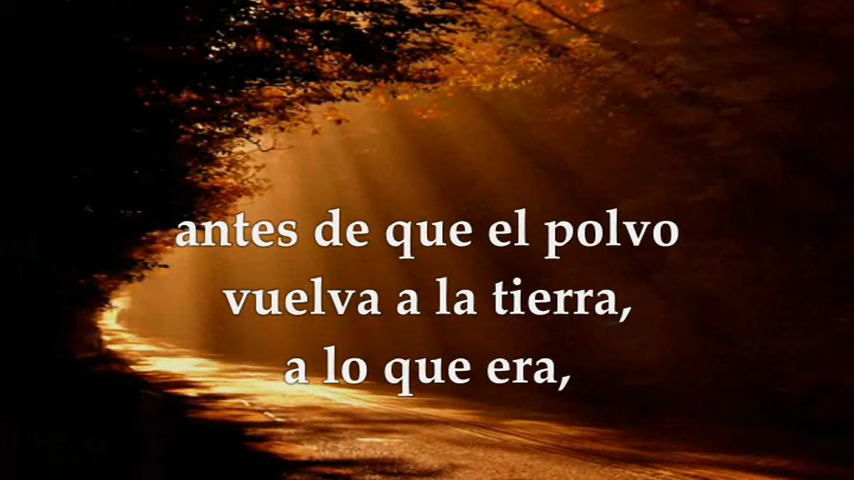 antes de que el polvo
vuelva a la tierra,
a lo que era,